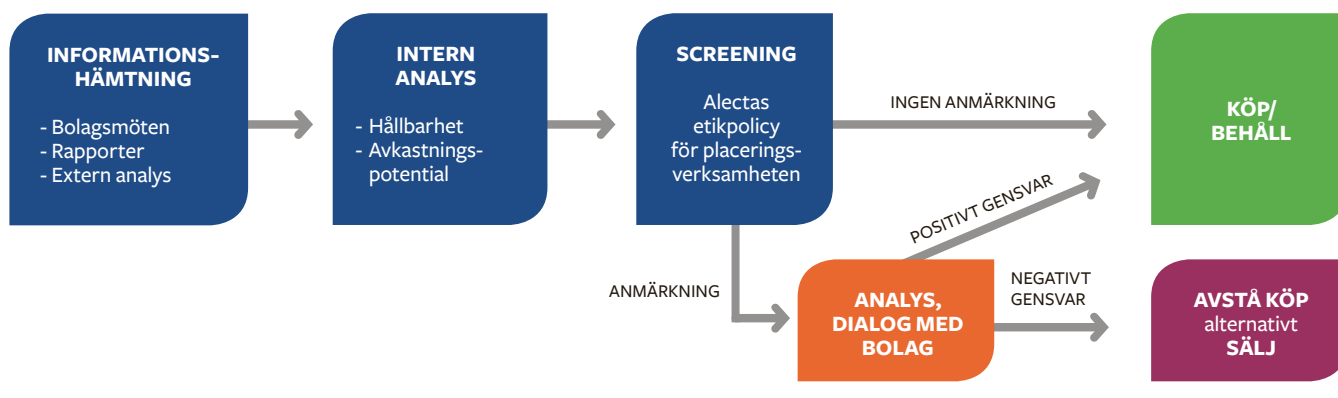 INFORMATIONS-
HÄMTNING
- Bolagsmöten
- Rapporter
- Extern analys
INTERN
ANALYS
- Hållbarhet
- Avkastnings-
potential
SCREENING
Alectas
etikpolicy
för placerings-
verksamheten
INGEN ANMÄRKNING
KÖP/
BEHÅLL
POSITIVT GENSVAR
ANMÄRKNING
ANALYS,
DIALOG MED
BOLAG
NEGATIVT
GENSVAR
AVSTÅ KÖP
alternativt
SÄLJ